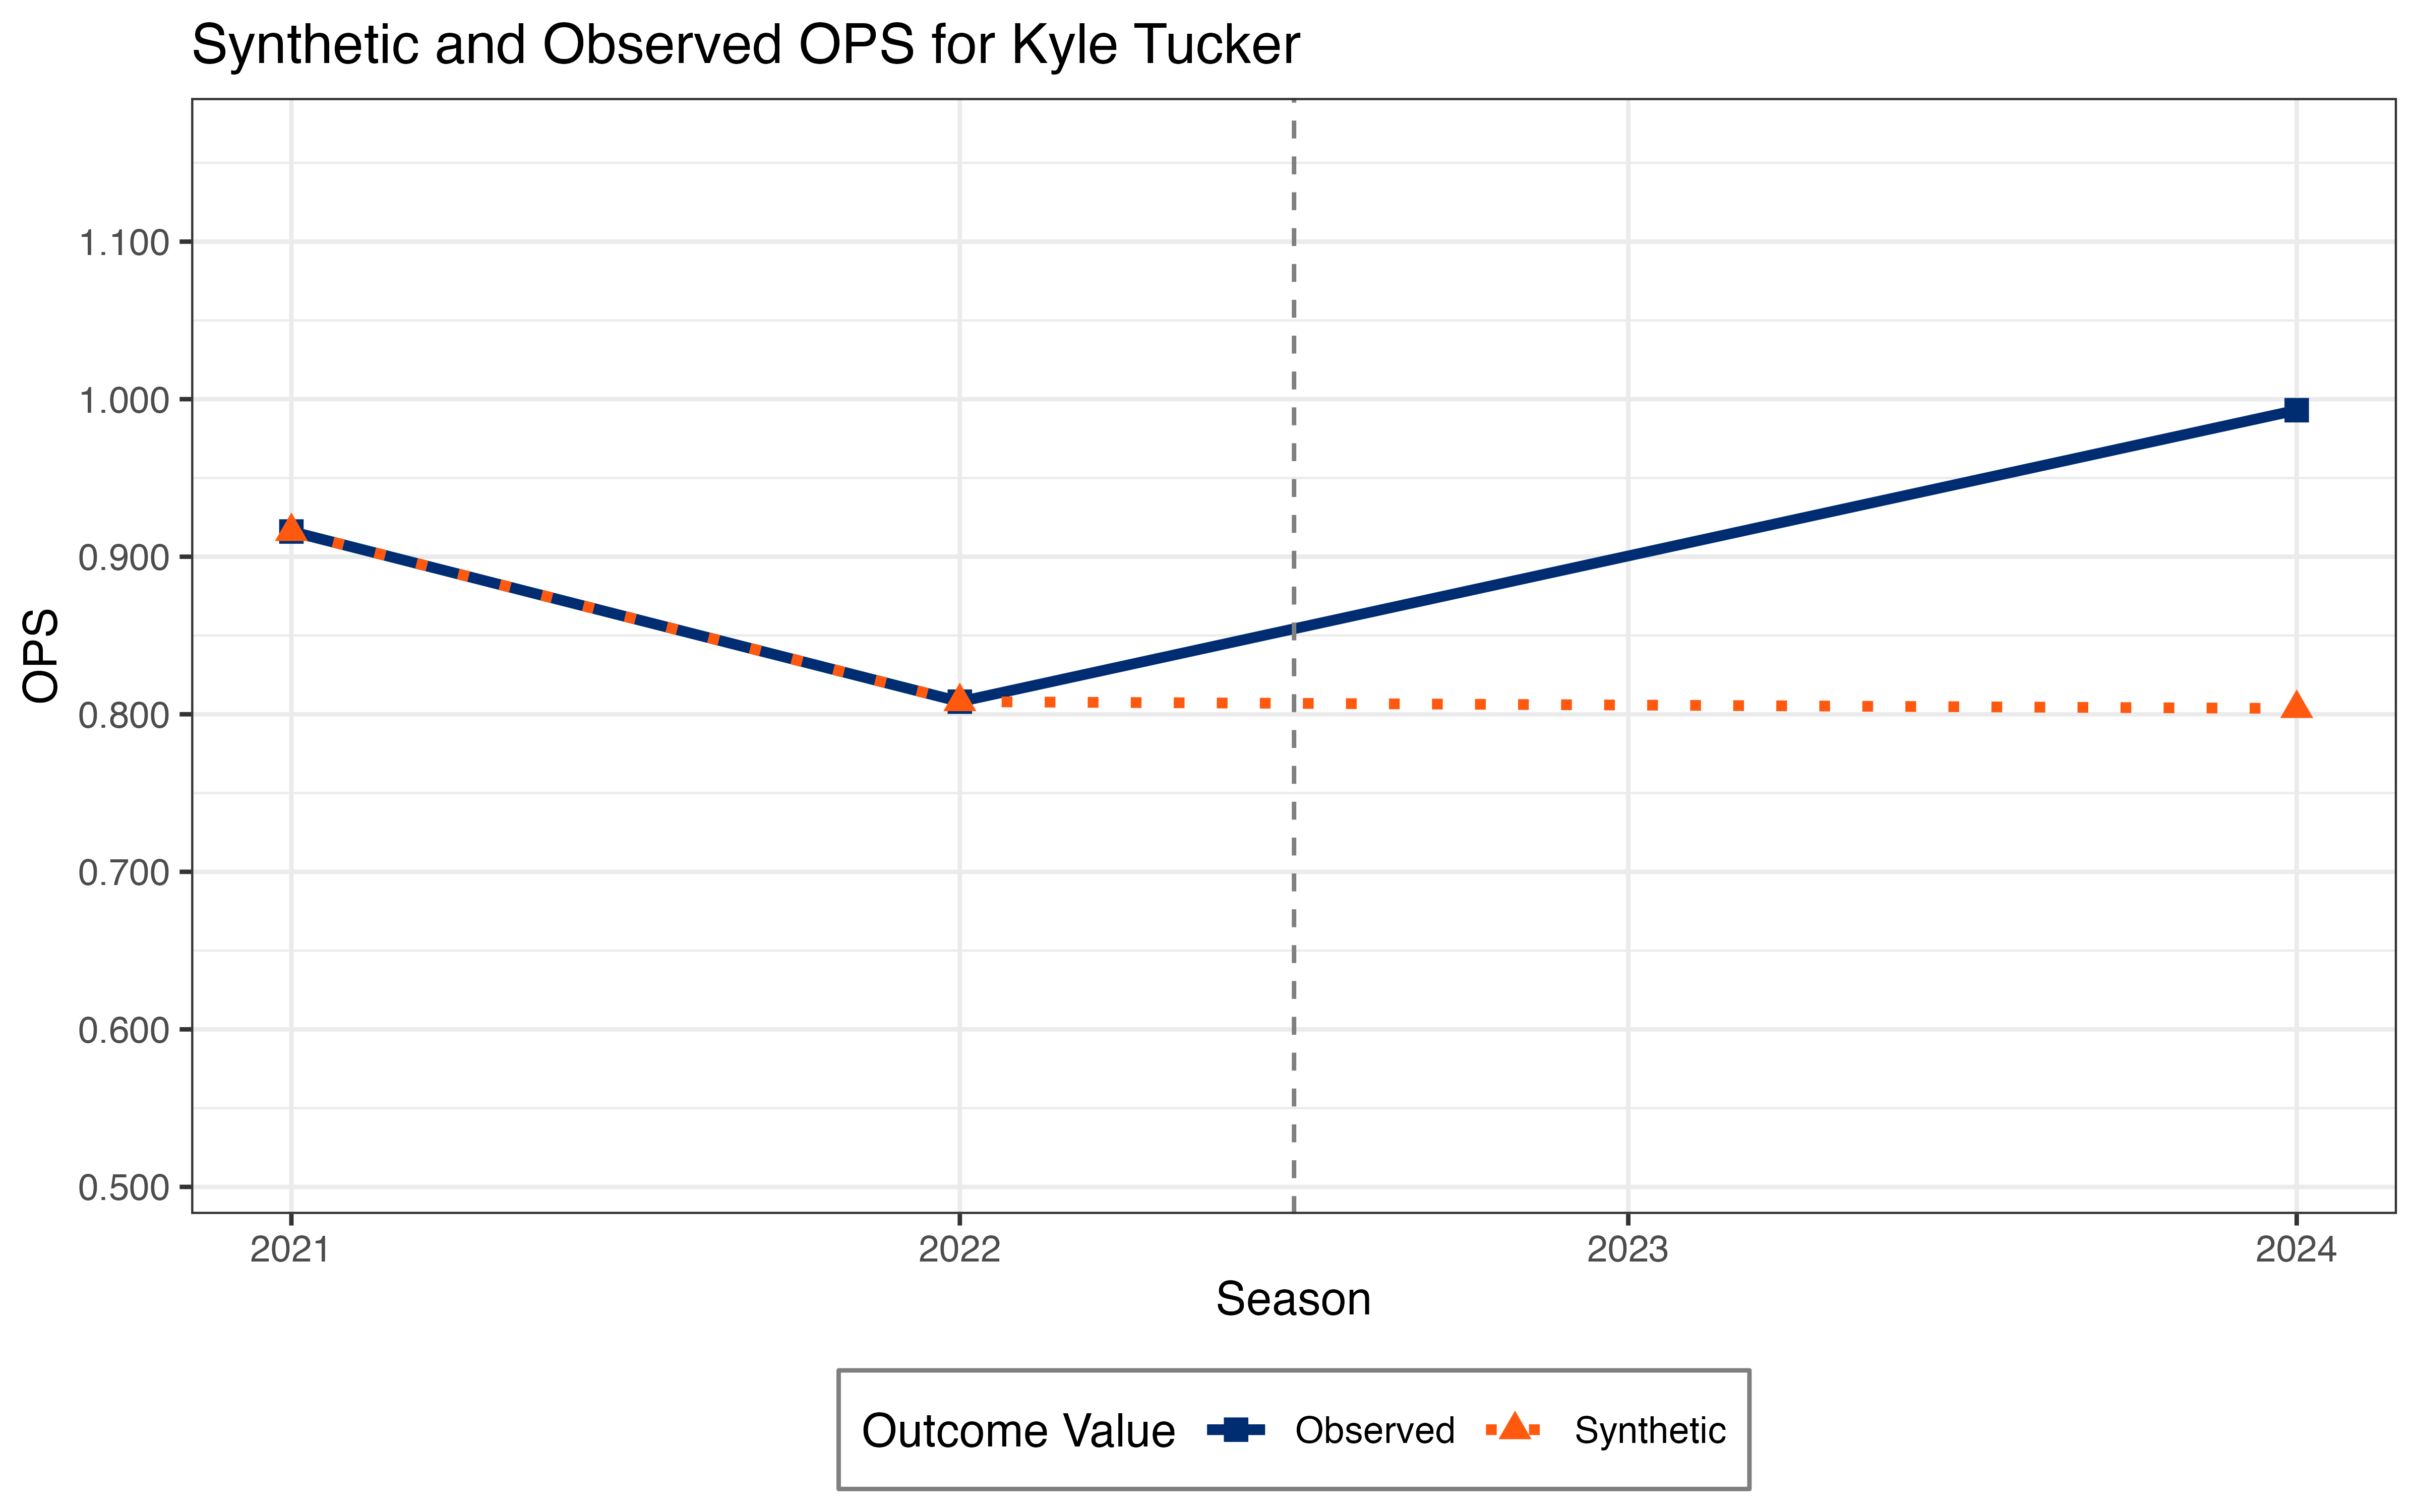 Synthetic and Observed OPS for Kyle Tucker
1.100
1.000
0.900
0.800
0.700
0.600
0.500
OPS
2021 2022 2023 2024
Season
Outcome Value Observed Synthetic